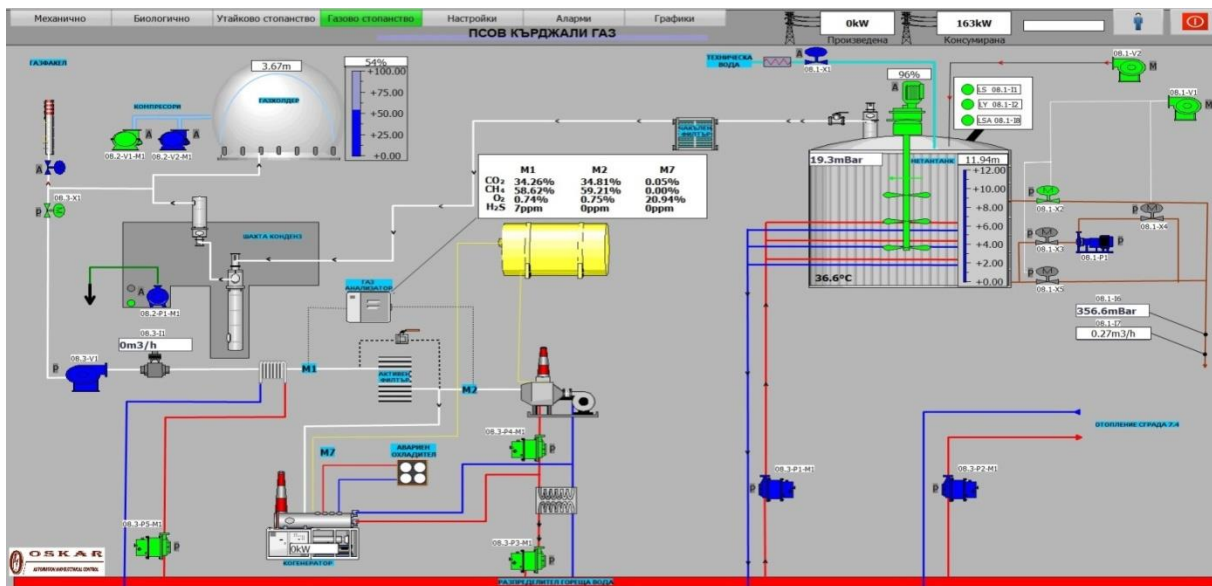 Механично Биологично Утайково стопанство Газово стопанство Настройки Аларми Графики
0kW 163kW
Произведена Консумирана
ПСОВ КЪРДЖАЛИ ГАЗ
ГАЗФАКЕЛ
3.67m
54%
+100.00
+75.00
+50.00
+25.00
+0.00
ГАЗХОЛДЕР
КОМПРЕСОРИ
A A
08.2-V1-M1 08.2-V2-M1
A
P 08.3-X1
ТЕХНИЧЕСКА
ВОДА
A
08.1-X1
96%
A
LS 08.1-I1
LY 08.1-I2
LSA 08.1-I8
08.1-V2
M
08.1-V1
M
M1 M2 M7
CO₂ 34.26% 34.81% 0.05%
CH₄ 58.62% 59.21% 0.00%
O₂ 0.74% 0.75% 20.94%
H₂S 7ppm 0ppm 0ppm
ЧАКЪЛЕН
ФИЛТЪР
19.3mBar
МЕТАНТАНК
11.94m
+12.00
+10.00
+8.00
+6.00
+4.00
+2.00
+0.00
36.6°C
P M
08.1-X2
P M
08.1-X3
M
08.1-X5
P M
08.1-X4
P
08.1-P1
08.1-I6
356.6mBar
08.1-I7
0.27m3/h
ШАХТА КОНДЕНЗ
A
08.2-P1-M1
ГАЗ
АНАЛИЗАТОР
08.3-I1
0m3/h
08.3-V1
P
M1
АКТИВЕН
ФИЛТЪР
M2
08.3-P4-M1
P
M7
АВАРИЕН
ОХЛАДИТЕЛ
08.3-P5-M1
P
0kW
КОГЕНЕРАТОР
08.3-P3-M1
P
08.3-P1-M1
P
08.3-P2-M1
P
ОТОПЛЕНИЕ СГРАДА 7.4
OSKAR
РАЗПРЕДЕЛИТЕЛ ГОРЕЩА ВОДА